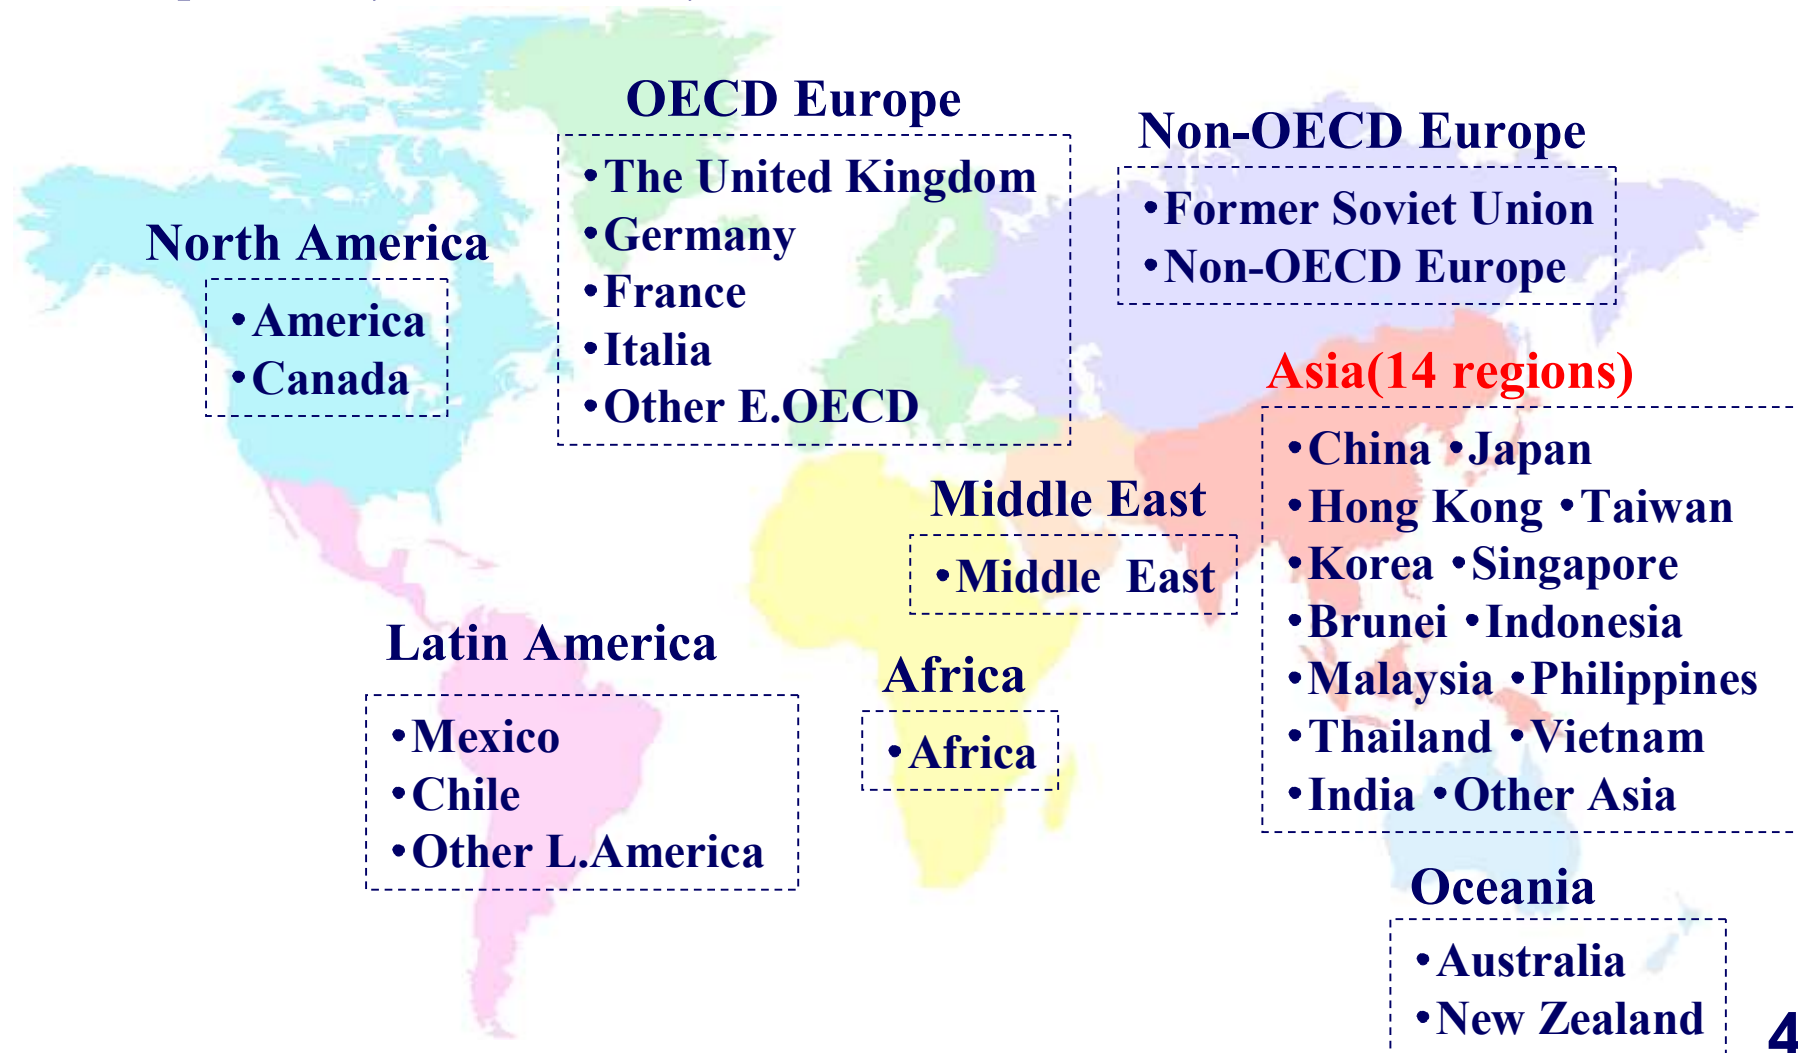 OECD Europe
•The United Kingdom
•Germany
•France
•Italia
•Other E.OECD
Non-OECD Europe
•Former Soviet Union
•Non-OECD Europe
North America
•America
•Canada
Asia(14 regions)
•China •Japan
•Hong Kong •Taiwan
•Korea •Singapore
•Brunei •Indonesia
•Malaysia •Philippines
•Thailand •Vietnam
•India •Other Asia
Middle East
•Middle East
Latin America
•Mexico
•Chile
•Other L.America
Africa
•Africa
Oceania
•Australia
•New Zealand
4